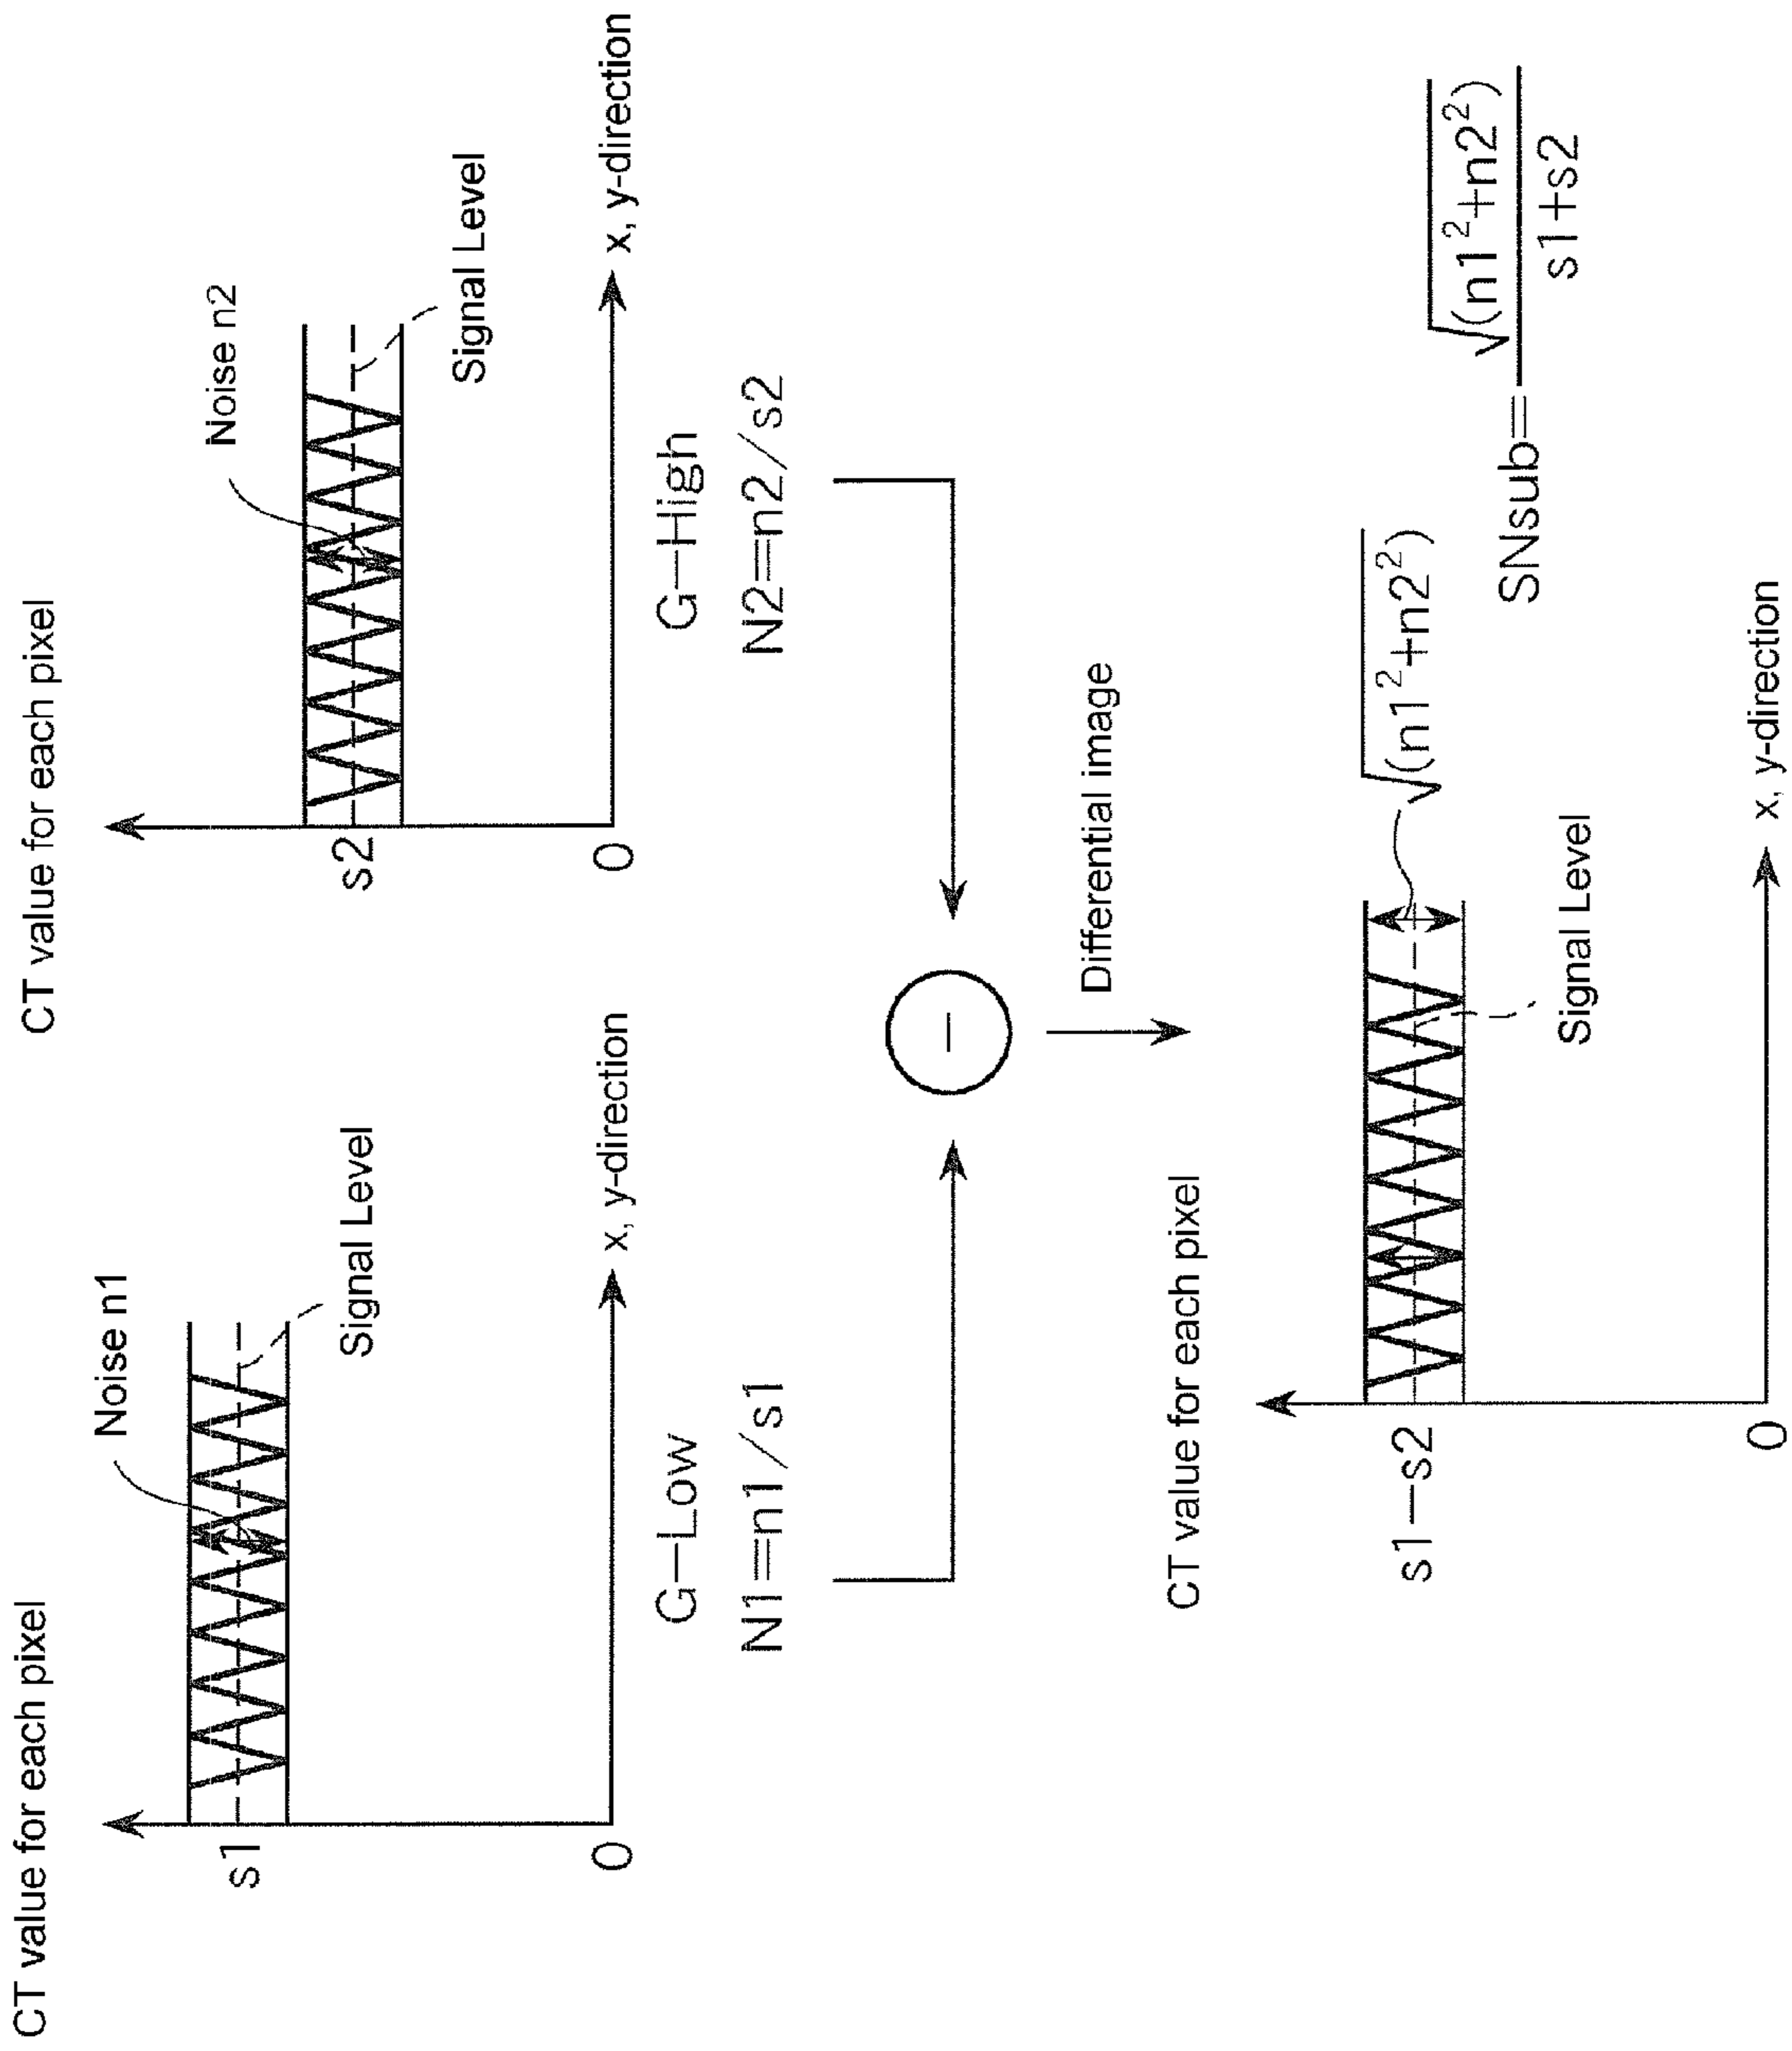 CT value for each pixel
Noise n1
s1
Signal Level
0
x, y-direction
G-Low
N1=n1/s1
CT value for each pixel
Noise n2
s2
Signal Level
0
x, y-direction
G-High
N2=n2/s2
−
Differential image
CT value for each pixel
√(n1²+n2²)
s1-s2
Signal Level
0
x, y-direction
SNsub=√(n1²+n2²)
s1+s2